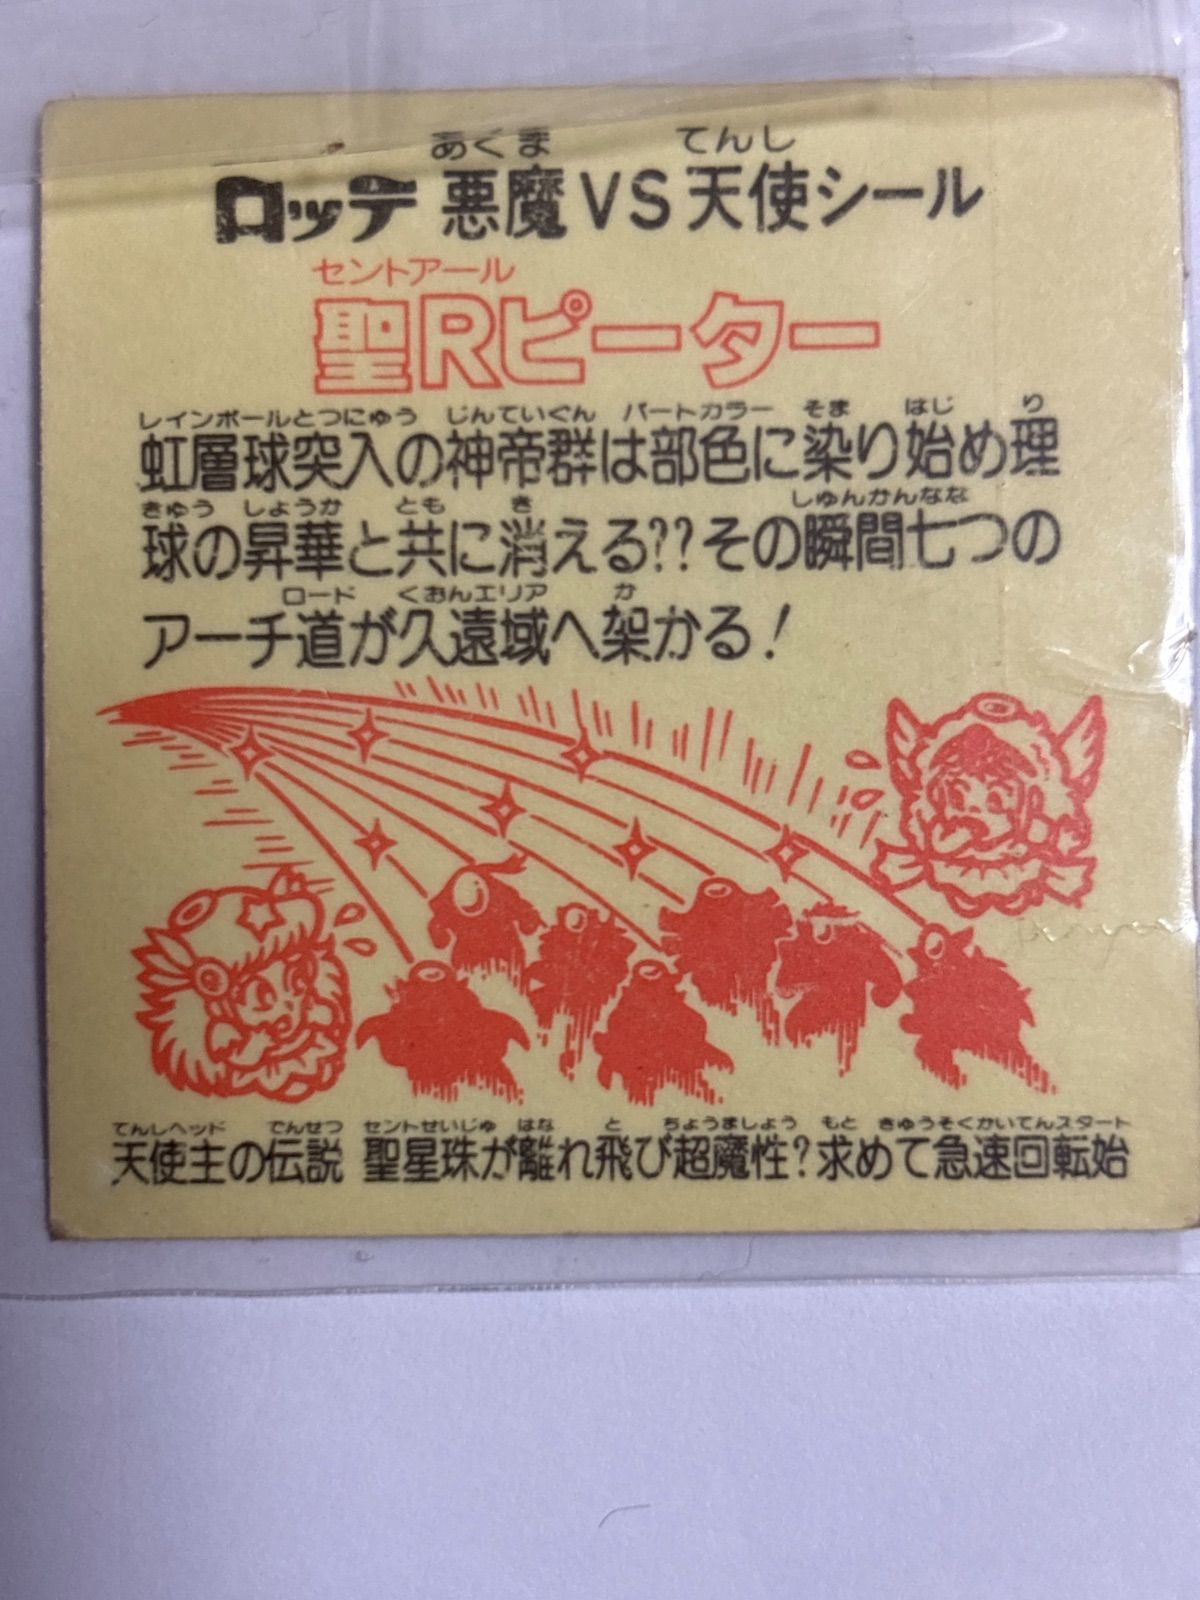 あくま てんし
ロッテ 悪魔VS天使シール
セントアール
聖Rピーター
レインボールとつにゅう じんていぐん パートカラー そま はじ り
虹層球突入の神帝群は部色に染り始め理
きゅう しょうか とも き しゅんかんなな
球の昇華と共に消える??その瞬間七つの
ロード くおんエリア か
アーチ道が久遠域へ架かる!
てんしヘッド でんせつ セントせいじゅ はな と ちょうましょう もと きゅうそくかいてんスタート
天使主の伝説 聖星珠が離れ飛び超魔性?求めて急速回転始